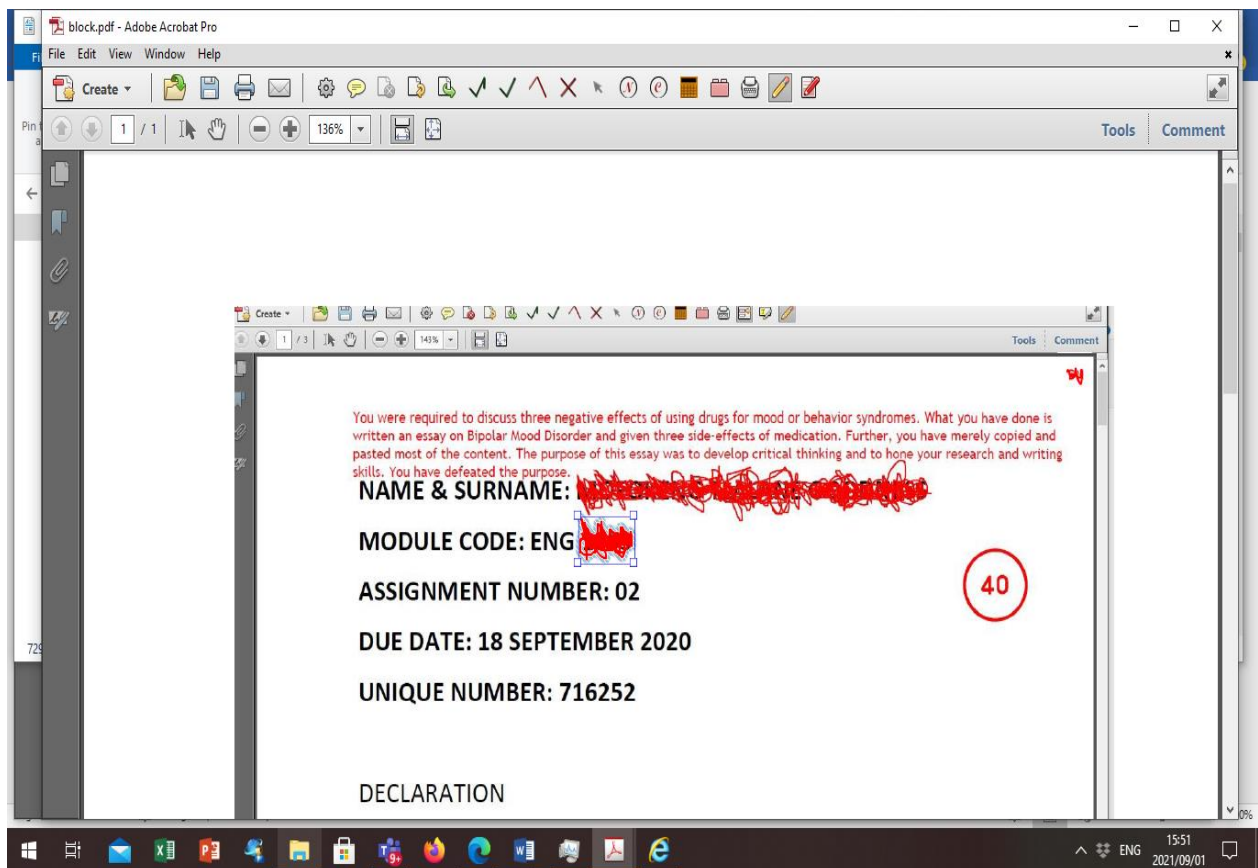 block.pdf - Adobe Acrobat Pro
File Edit View Window Help
Create
1 / 1
136%
Tools Comment
Create
1 / 3
143%
Tools Comment
You were required to discuss three negative effects of using drugs for mood or behavior syndromes. What you have done is
written an essay on Bipolar Mood Disorder and given three side-effects of medication. Further, you have merely copied and
pasted most of the content. The purpose of this essay was to develop critical thinking and to hone your research and writing
skills. You have defeated the purpose.
NAME & SURNAME:
MODULE CODE: ENG
40
ASSIGNMENT NUMBER: 02
DUE DATE: 18 SEPTEMBER 2020
UNIQUE NUMBER: 716252
DECLARATION
ENG
15:51
2021/09/01